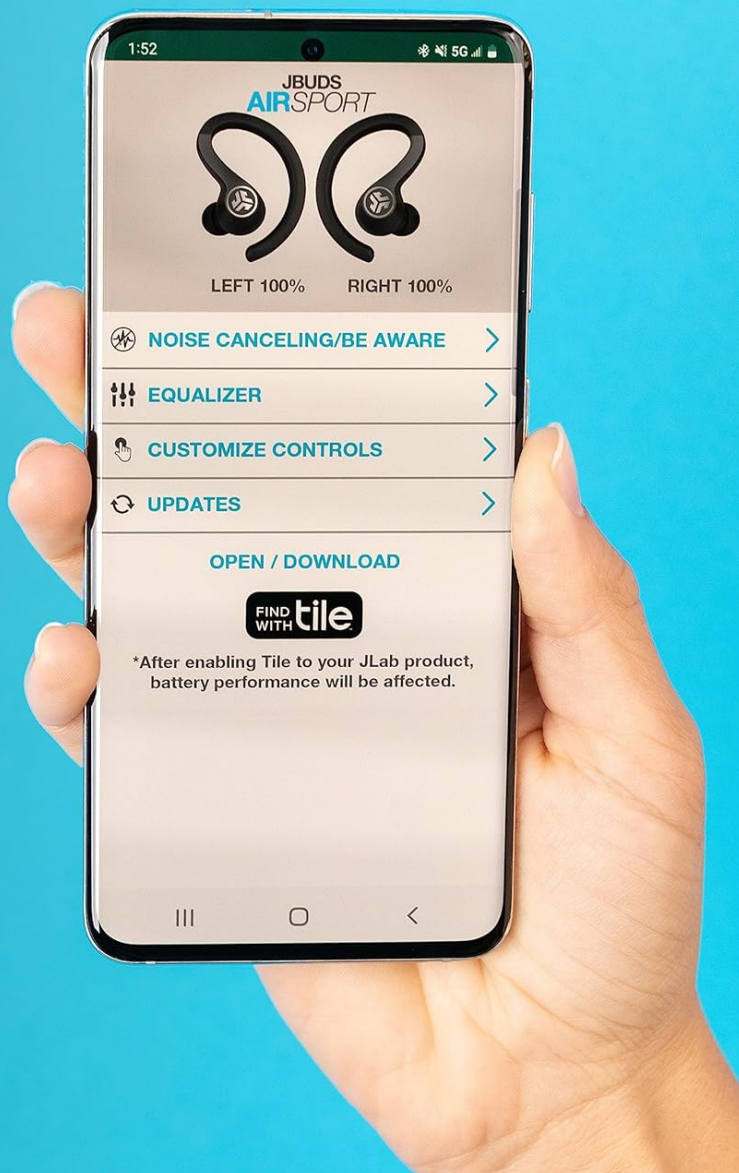 1:52
5G
JBUDS
AIRSPORT
LEFT 100%
RIGHT 100%
NOISE CANCELING/BE AWARE
EQUALIZER
CUSTOMIZE CONTROLS
UPDATES
OPEN / DOWNLOAD
FIND
WITH tile
*After enabling Tile to your JLab product,
battery performance will be affected.